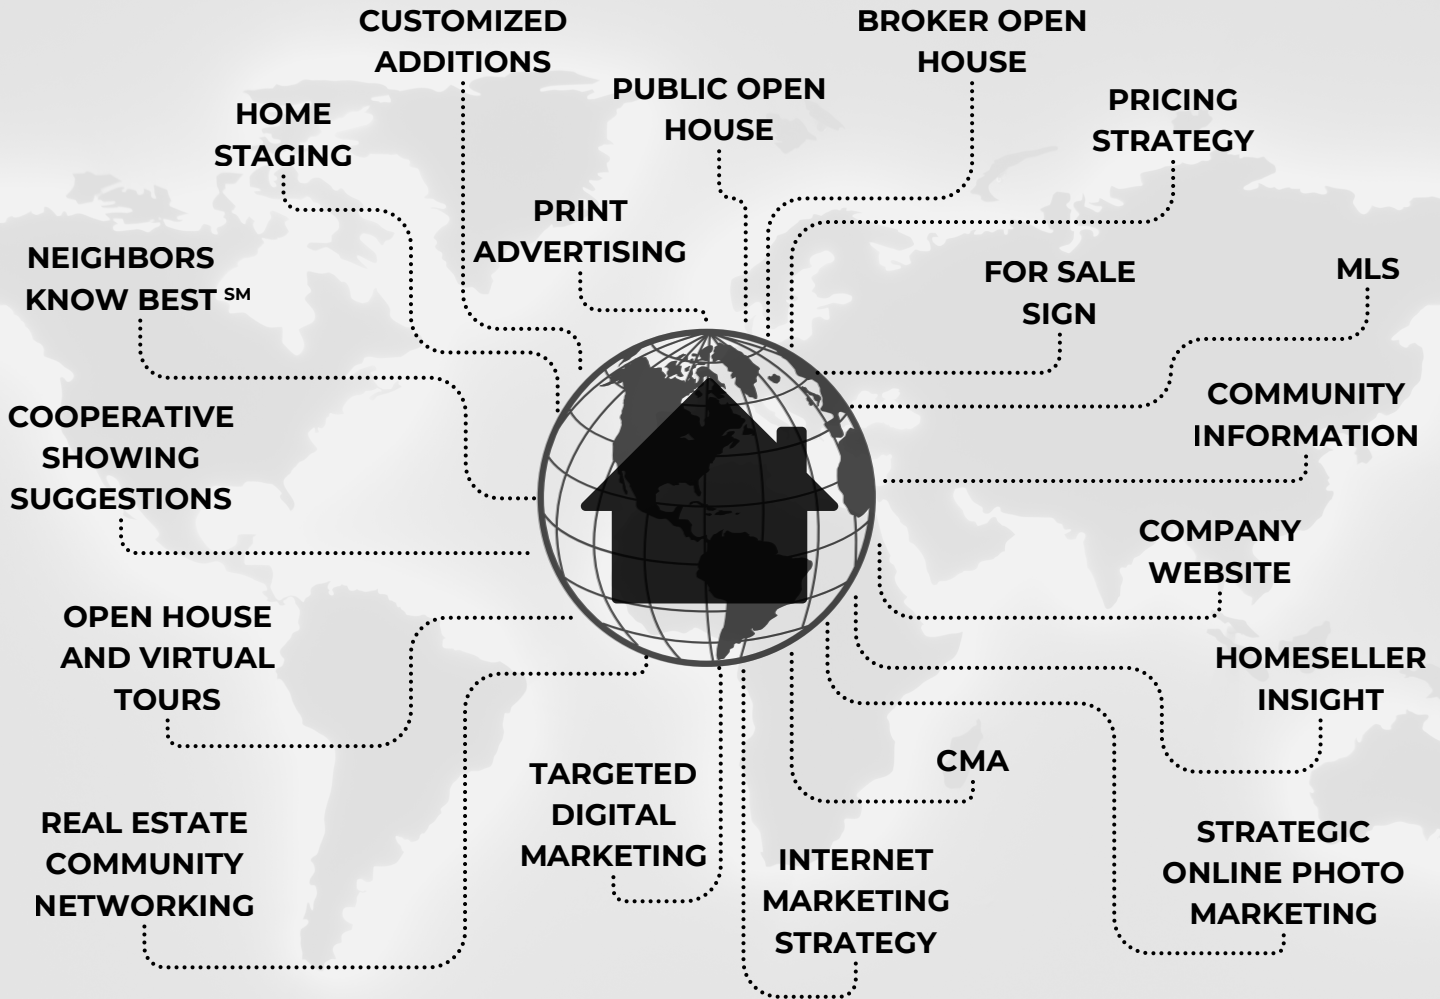 CUSTOMIZED
ADDITIONS
BROKER OPEN
HOUSE
PUBLIC OPEN
HOUSE
PRICING
STRATEGY
HOME
STAGING
PRINT
ADVERTISING
NEIGHBORS
KNOW BEST SM
FOR SALE
SIGN
MLS
COOPERATIVE
SHOWING
SUGGESTIONS
COMMUNITY
INFORMATION
COMPANY
WEBSITE
OPEN HOUSE
AND VIRTUAL
TOURS
HOMESELLER
INSIGHT
CMA
TARGETED
DIGITAL
MARKETING
REAL ESTATE
COMMUNITY
NETWORKING
INTERNET
MARKETING
STRATEGY
STRATEGIC
ONLINE PHOTO
MARKETING